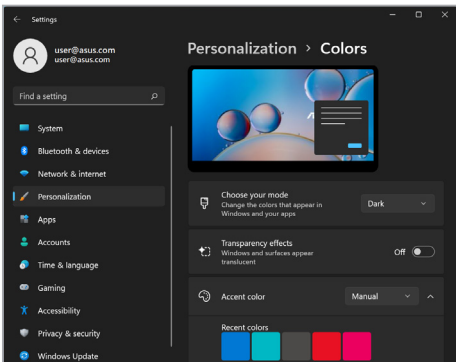 Settings
user@asus.com
user@asus.com
Find a setting
System
Bluetooth & devices
Network & internet
Personalization
Apps
Accounts
Time & language
Gaming
Accessibility
Privacy & security
Windows Update
Personalization > Colors
Choose your mode
Change the colors that appear in
Windows and your apps
Dark
Transparency effects
Windows and surfaces appear
translucent
Off
Accent color
Manual
Recent colors